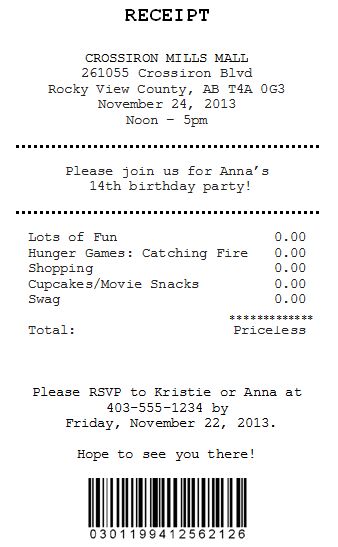 RECEIPT
CROSSIRON MILLS MALL
261055 Crossiron Blvd
Rocky View County, AB T4A 0G3
November 24, 2013
Noon – 5pm
Please join us for Anna's
14th birthday party!
Lots of Fun 0.00
Hunger Games: Catching Fire 0.00
Shopping 0.00
Cupcakes/Movie Snacks 0.00
Swag 0.00
*************
Total: Priceless
Please RSVP to Kristie or Anna at
403-555-1234 by
Friday, November 22, 2013.
Hope to see you there!
0301199412562126